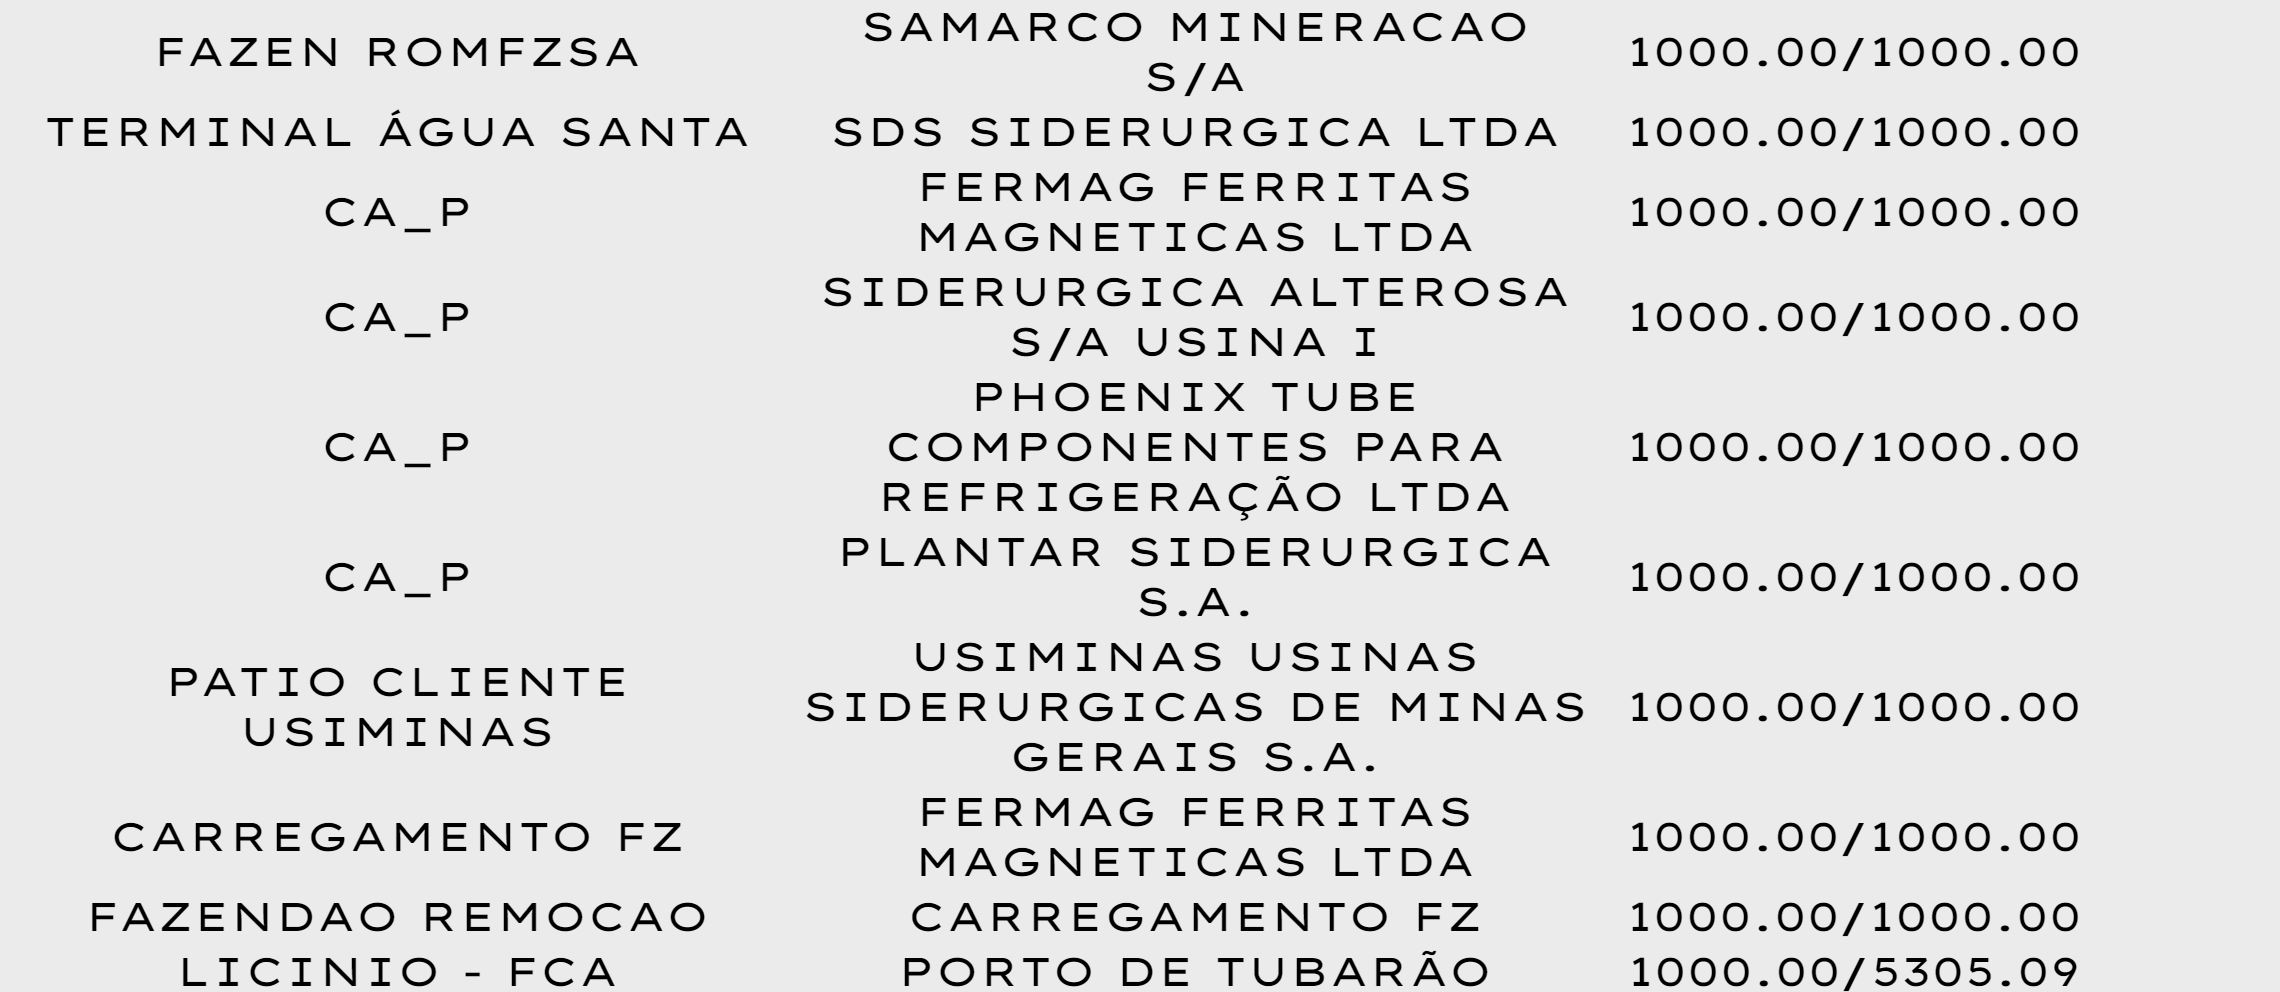 FAZEN ROMFZSA
SAMARCO MINERACAO
S/A
1000.00/1000.00
TERMINAL ÁGUA SANTA
SDS SIDERURGICA LTDA
1000.00/1000.00
CA_P
FERMAG FERRITAS
MAGNETICAS LTDA
1000.00/1000.00
CA_P
SIDERURGICA ALTEROSA
S/A USINA I
1000.00/1000.00
CA_P
PHOENIX TUBE
COMPONENTES PARA
REFRIGERAÇÃO LTDA
1000.00/1000.00
CA_P
PLANTAR SIDERURGICA
S.A.
1000.00/1000.00
PATIO CLIENTE
USIMINAS
USIMINAS USINAS
SIDERURGICAS DE MINAS
GERAIS S.A.
1000.00/1000.00
CARREGAMENTO FZ
FERMAG FERRITAS
MAGNETICAS LTDA
1000.00/1000.00
FAZENDAO REMOCAO
CARREGAMENTO FZ
1000.00/1000.00
LICINIO - FCA
PORTO DE TUBARÃO
1000.00/5305.09